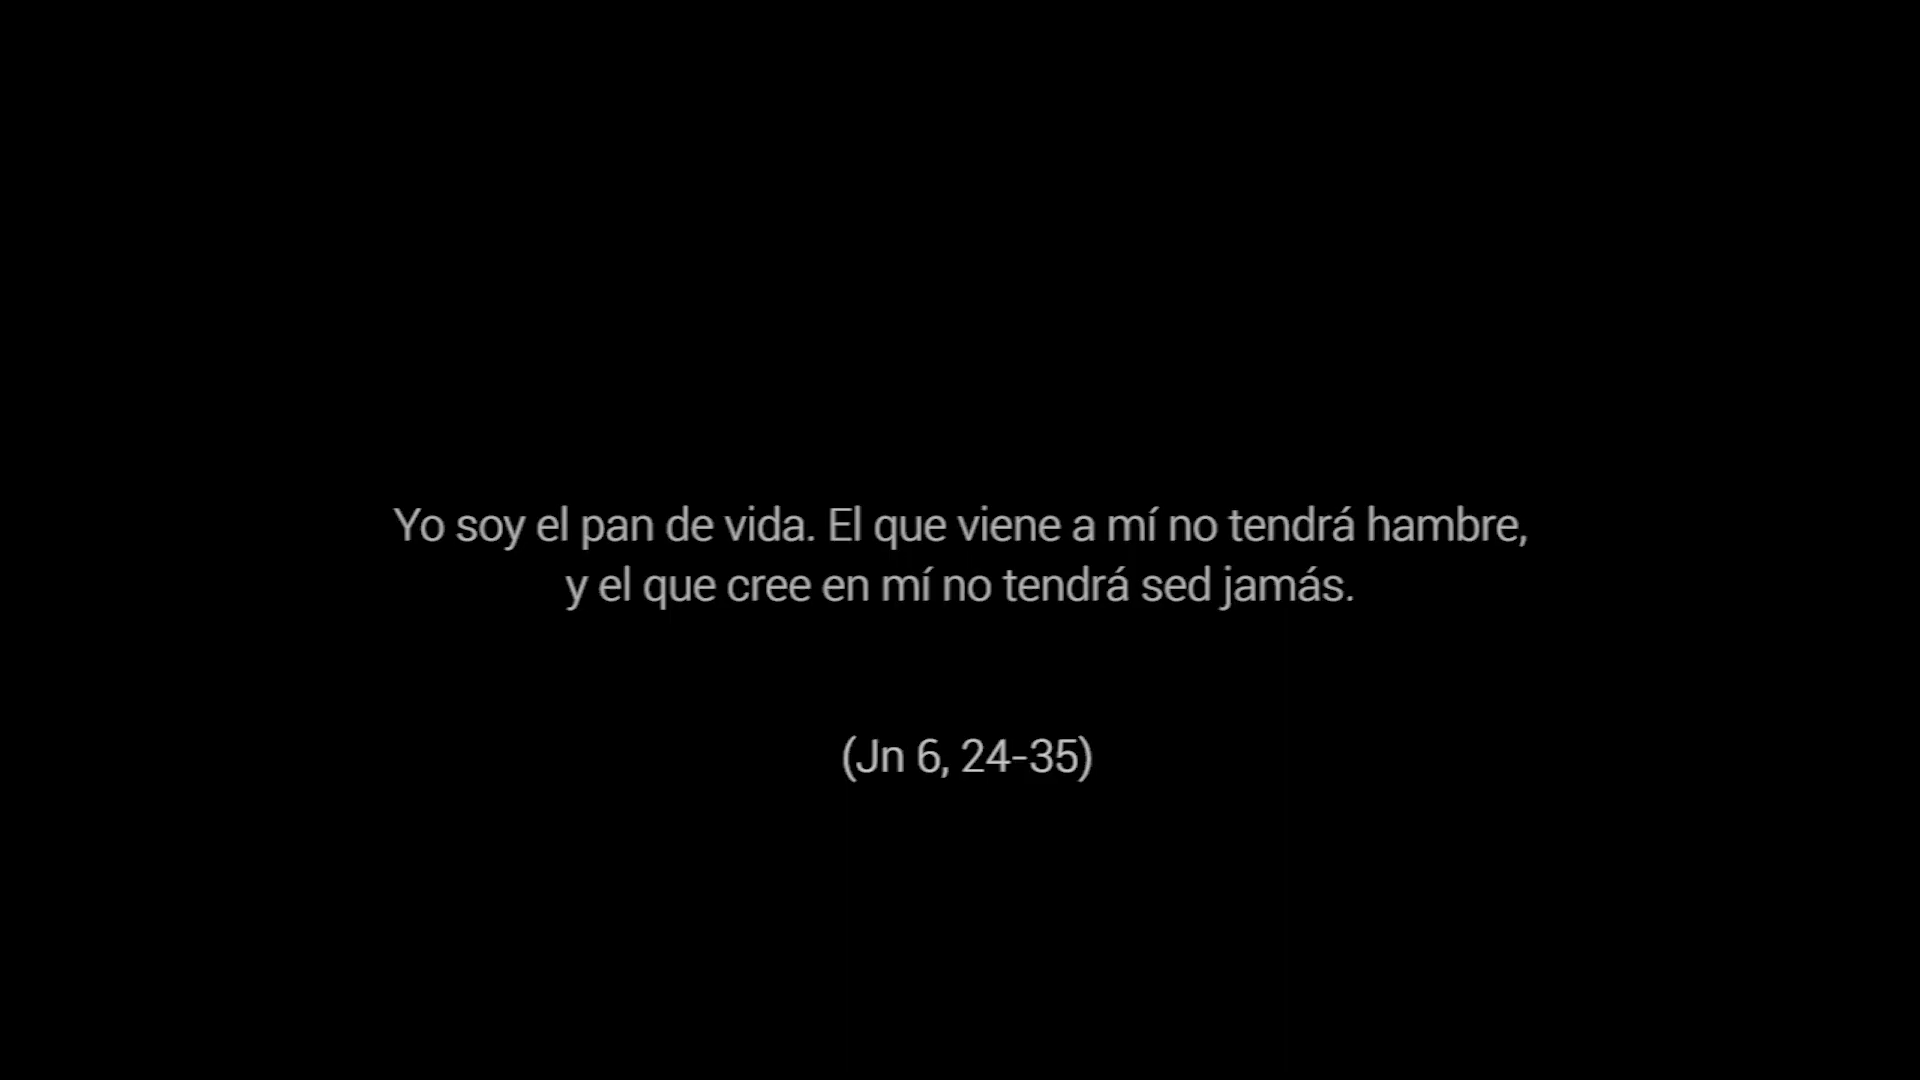 Yo soy el pan de vida. El que viene a mí no tendrá hambre,
y el que cree en mí no tendrá sed jamás.
(Jn 6, 24-35)